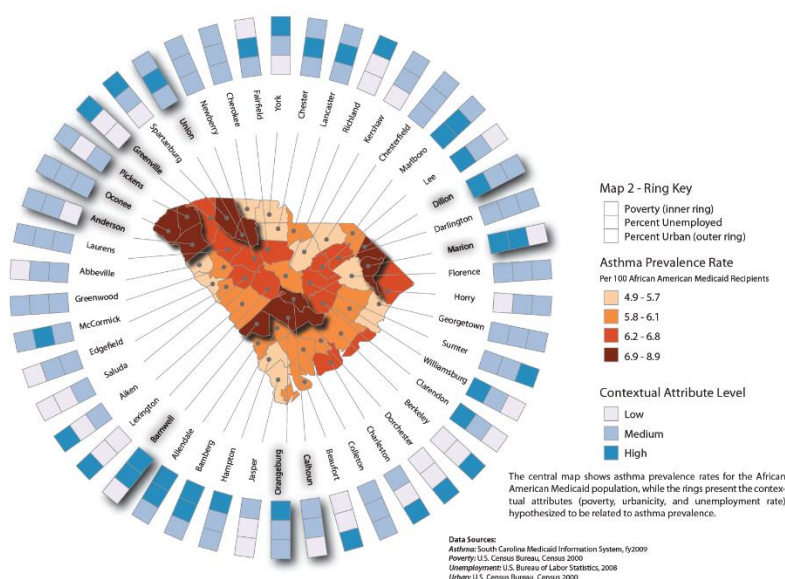 York
Fairfield
Cherokee
Newberry
Union
Spartanburg
Greenville
Pickens
Oconee
Anderson
Laurens
Abbeville
Greenwood
McCormick
Edgefield
Saluda
Aiken
Lexington
Barnwell
Allendale
Bamberg
Hampton
Jasper
Orangeburg
Calhoun
Beaufort
Colleton
Charleston
Dorchester
Berkeley
Clarendon
Williamsburg
Sumter
Georgetown
Horry
Florence
Marion
Darlington
Dillon
Lee
Marlboro
Chesterfield
Kershaw
Richland
Lancaster
Chester
Map 2 - Ring Key
Poverty (inner ring)
Percent Unemployed
Percent Urban (outer ring)
Asthma Prevalence Rate
Per 100 African American Medicaid Recipients
4.9 - 5.7
5.8 - 6.1
6.2 - 6.8
6.9 - 8.9
Contextual Attribute Level
Low
Medium
High
The central map shows asthma prevalence rates for the African
American Medicaid population, while the rings present the contex-
tual attributes (poverty, urbanicity, and unemployment rate)
hypothesized to be related to asthma prevalence.
Data Sources:
Asthma: South Carolina Medicaid Information System, fy2009
Poverty: U.S. Census Bureau, Census 2000
Unemployment: U.S. Bureau of Labor Statistics, 2008
Urban: U.S. Census Bureau, Census 2000